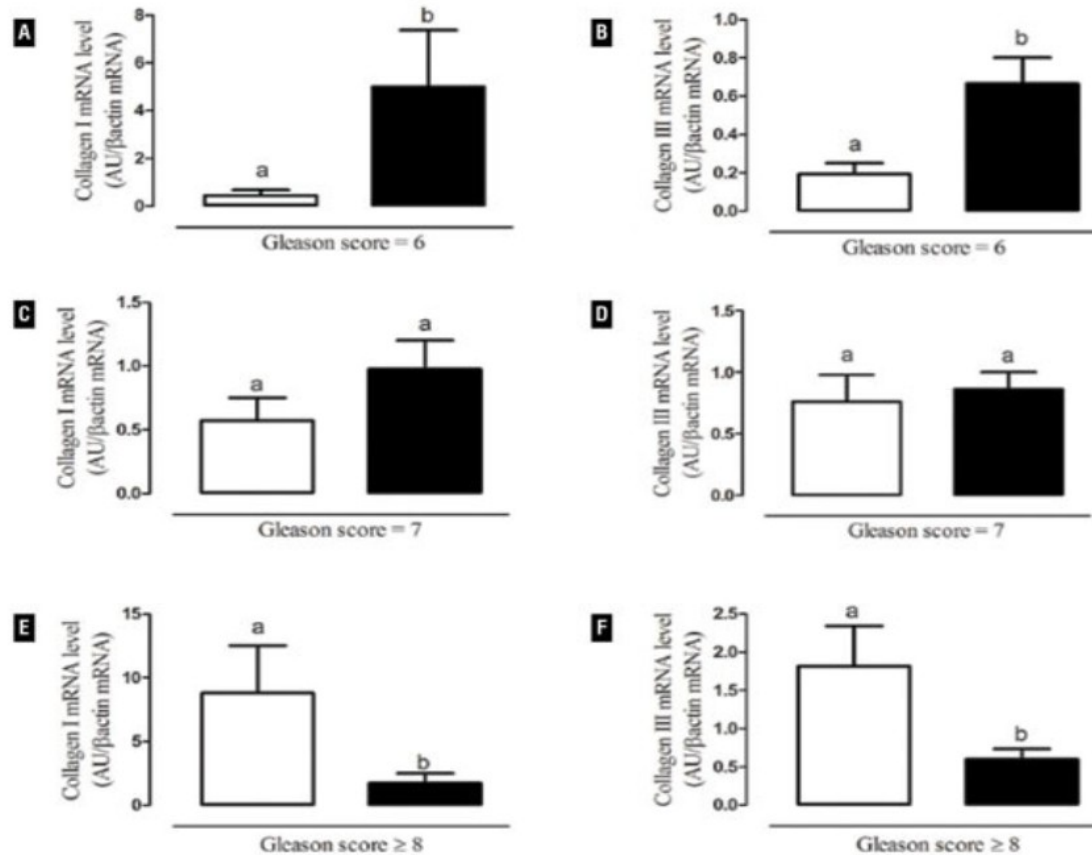 A
Collagen I mRNA level
(AU/βactin mRNA)
8
6
4
2
0
a
b
Gleason score = 6
B
Collagen III mRNA level
(AU/βactin mRNA)
1.0
0.8
0.6
0.4
0.2
0.0
a
b
Gleason score = 6
C
Collagen I mRNA level
(AU/βactin mRNA)
1.5
1.0
0.5
0.0
a
a
Gleason score = 7
D
Collagen III mRNA level
(AU/βactin mRNA)
1.5
1.0
0.5
0.0
a
a
Gleason score = 7
E
Collagen I mRNA level
(AU/βactin mRNA)
15
10
5
0
a
b
Gleason score ≥ 8
F
Collagen III mRNA level
(AU/βactin mRNA)
2.5
2.0
1.5
1.0
0.5
0.0
a
b
Gleason score ≥ 8